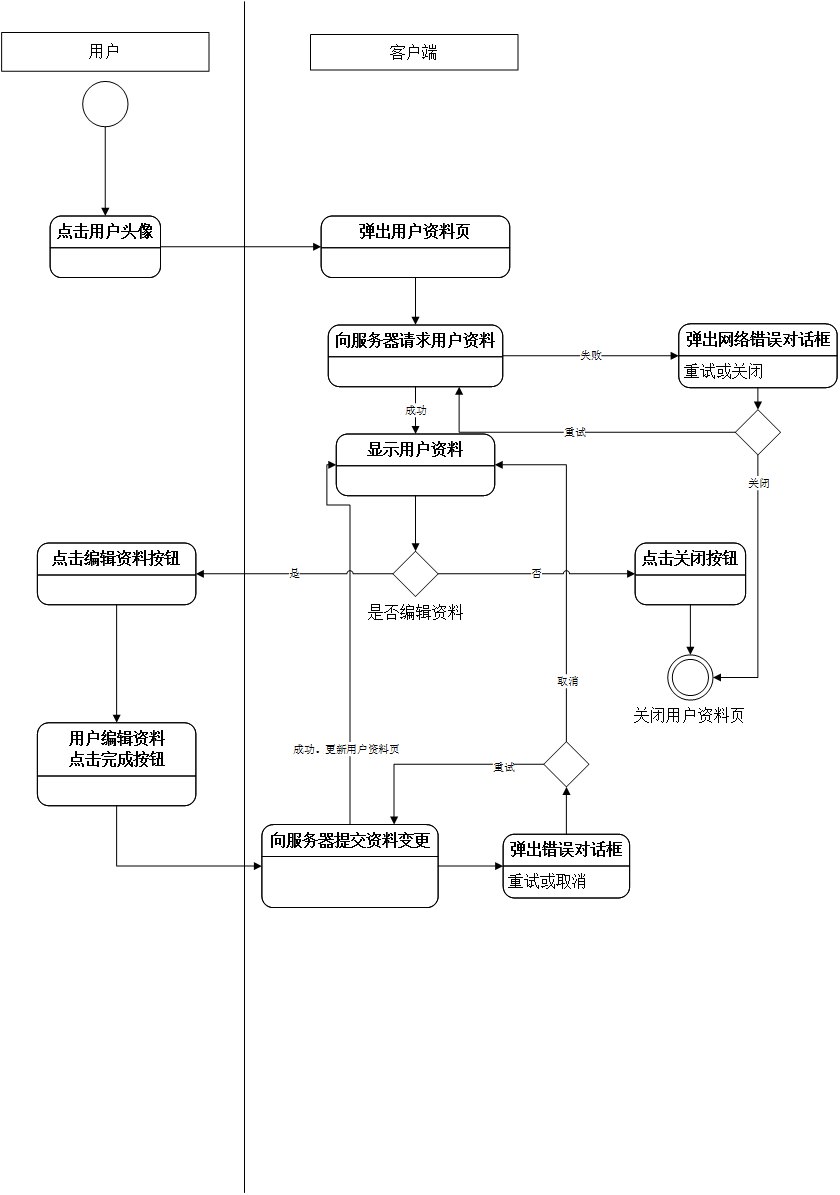 用户
客户端
点击用户头像
弹出用户资料页
向服务器请求用户资料
失败
弹出网络错误对话框
重试或关闭
成功
重试
显示用户资料
关闭
点击编辑资料按钮
是
否
点击关闭按钮
是否编辑资料
取消
关闭用户资料页
用户编辑资料
点击完成按钮
成功。更新用户资料页
重试
向服务器提交资料变更
弹出错误对话框
重试或取消